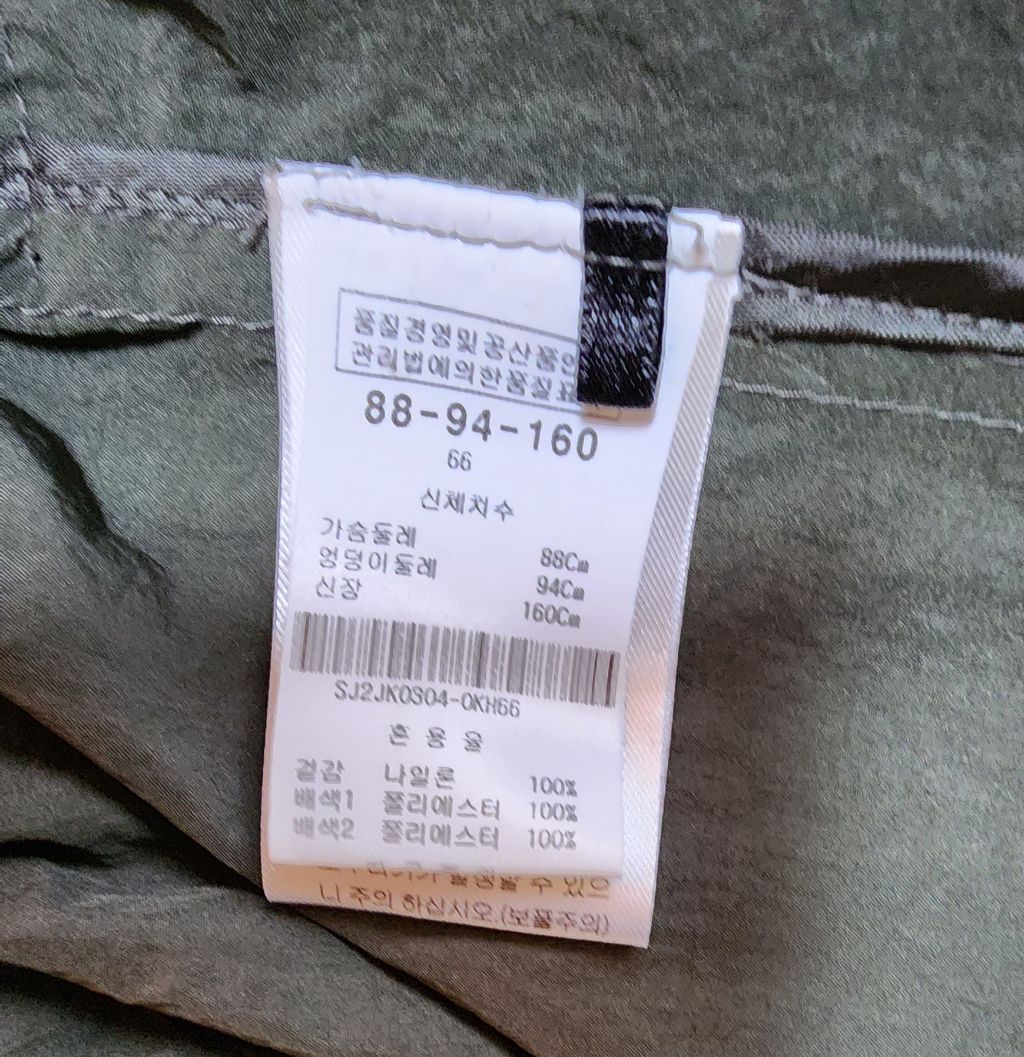 품질경영및공산품안
관리법에의한품질표
88-94-160
66
신체치수
가슴둘레 88Cm
엉덩이둘레 94Cm
신장 160Cm
SJ2JK0304-OKH66
혼 용 율
겉감 나일론 100%
배색1 폴리에스터 100%
배색2 폴리에스터 100%
수 있으
니 주의 하십시오.(보풀주의)